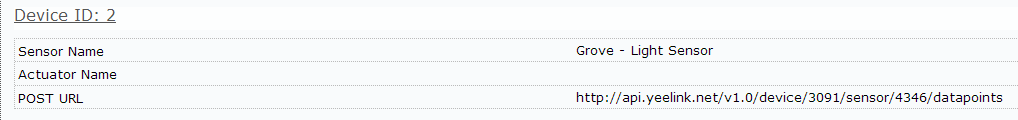 Device ID: 2
Sensor Name Grove - Light Sensor
Actuator Name
POST URL http://api.yeelink.net/v1.0/device/3091/sensor/4346/datapoints